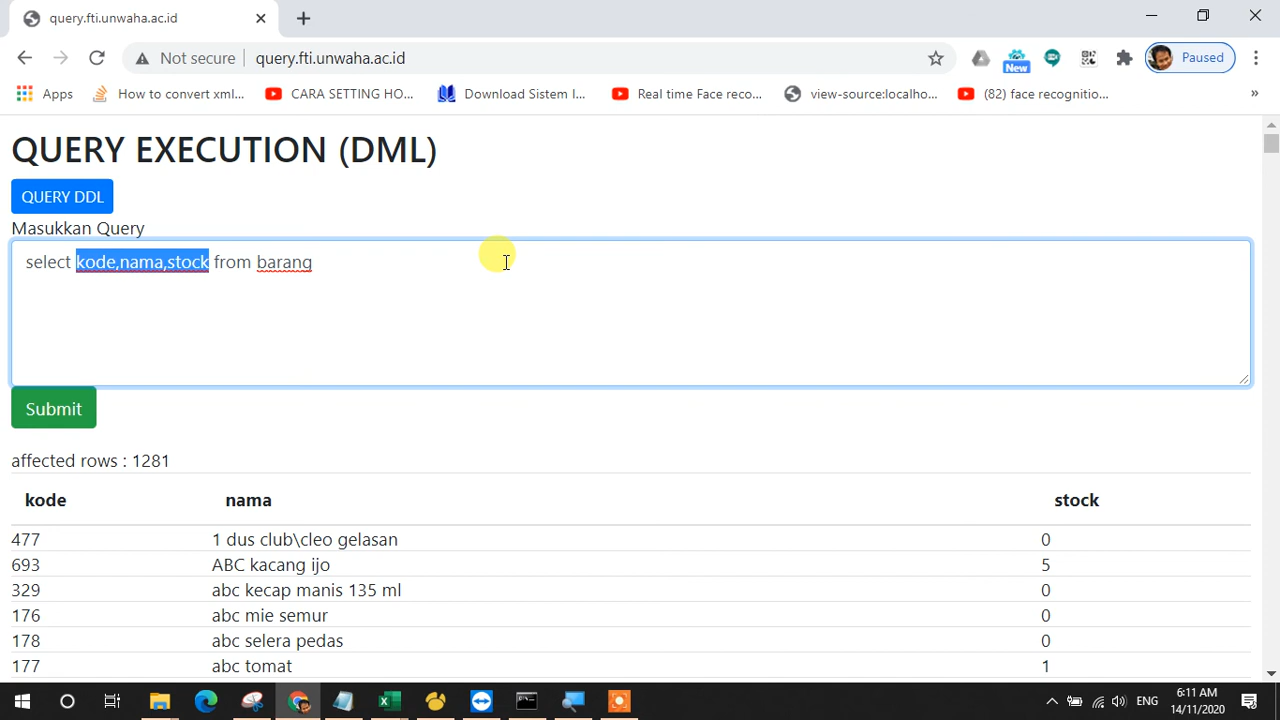 query.fti.unwaha.ac.id
Not secure query.fti.unwaha.ac.id
New
Paused
Apps How to convert xml... CARA SETTING HO... Download Sistem I... Real time Face reco... view-source:localho... (82) face recognitio... »
QUERY EXECUTION (DML)
QUERY DDL
Masukkan Query
select kode,nama,stock from barang
Submit
affected rows : 1281
kode nama stock
477 1 dus club\cleo gelasan 0
693 ABC kacang ijo 5
329 abc kecap manis 135 ml 0
176 abc mie semur 0
178 abc selera pedas 0
177 abc tomat 1
ENG
6:11 AM
14/11/2020